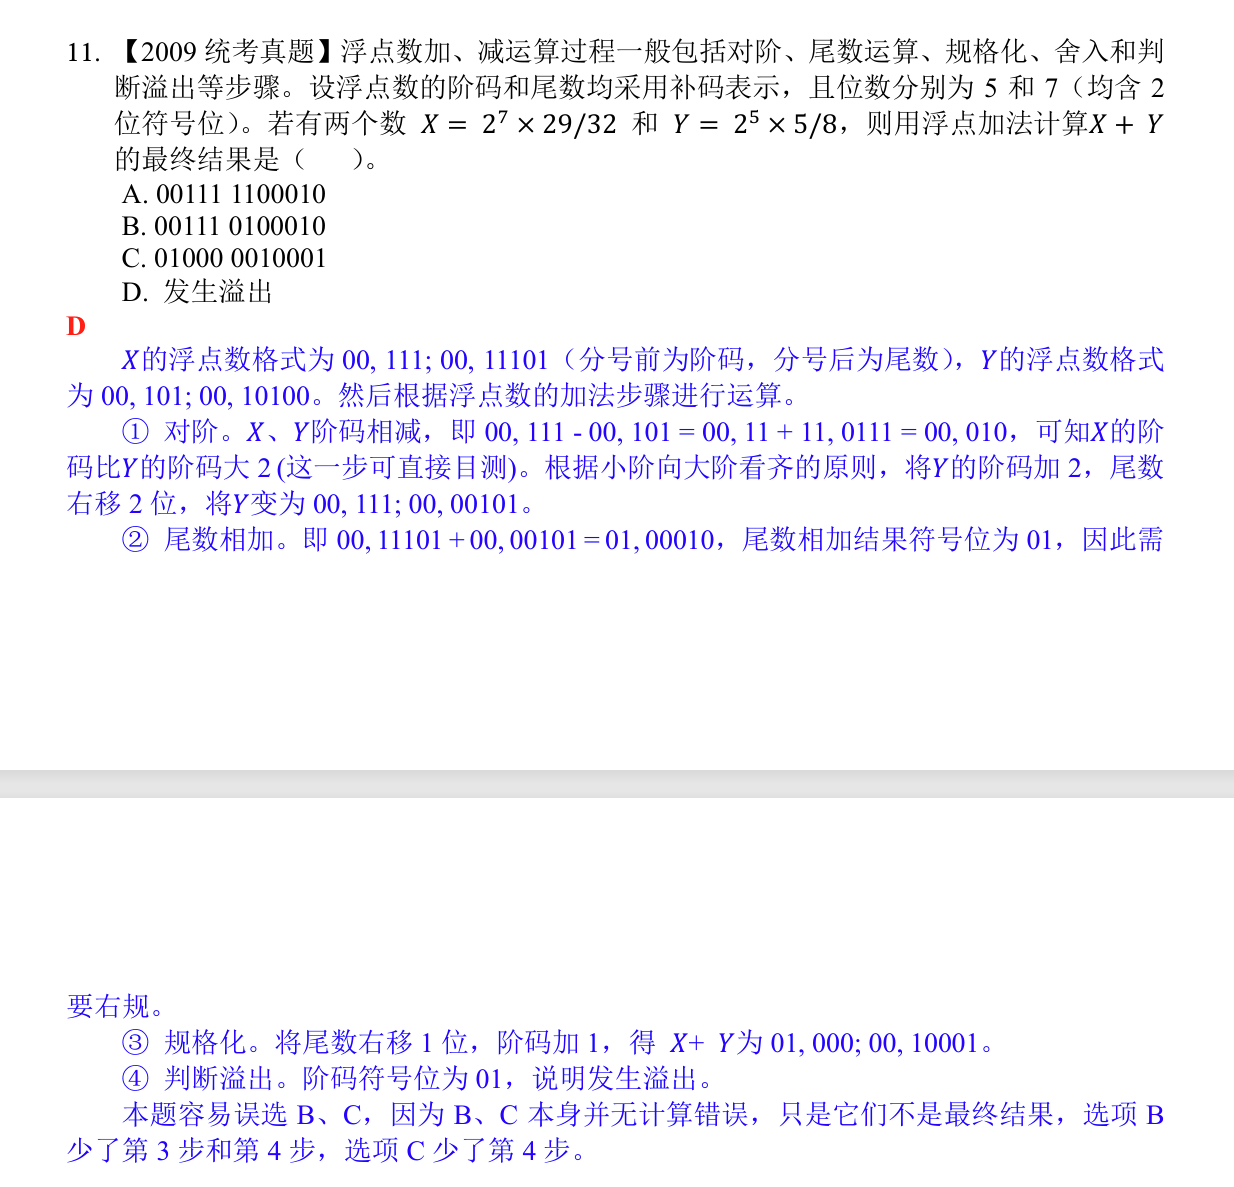 11. 【2009 统考真题】浮点数加、减运算过程一般包括对阶、尾数运算、规格化、舍入和判
断溢出等步骤。设浮点数的阶码和尾数均采用补码表示，且位数分别为 5 和 7（均含 2
位符号位）。若有两个数 X = 2⁷ × 29/32 和 Y = 2⁵ × 5/8，则用浮点加法计算X + Y
的最终结果是（　　）。
A. 00111 1100010
B. 00111 0100010
C. 01000 0010001
D. 发生溢出
D
X的浮点数格式为 00, 111; 00, 11101（分号前为阶码，分号后为尾数），Y的浮点数格式
为 00, 101; 00, 10100。然后根据浮点数的加法步骤进行运算。
① 对阶。X、Y阶码相减，即 00, 111 - 00, 101 = 00, 11 + 11, 0111 = 00, 010，可知X的阶
码比Y的阶码大 2 (这一步可直接目测)。根据小阶向大阶看齐的原则，将Y的阶码加 2，尾数
右移 2 位，将Y变为 00, 111; 00, 00101。
② 尾数相加。即 00, 11101 + 00, 00101 = 01, 00010，尾数相加结果符号位为 01，因此需
要右规。
③ 规格化。将尾数右移 1 位，阶码加 1，得 X+ Y为 01, 000; 00, 10001。
④ 判断溢出。阶码符号位为 01，说明发生溢出。
本题容易误选 B、C，因为 B、C 本身并无计算错误，只是它们不是最终结果，选项 B
少了第 3 步和第 4 步，选项 C 少了第 4 步。